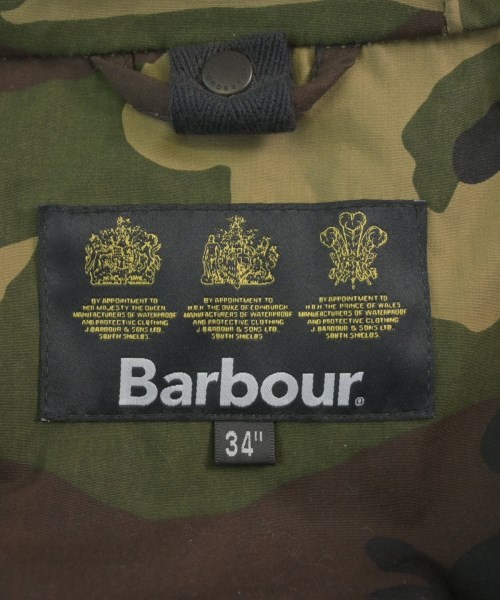 BY APPOINTMENT TO
HER MAJESTY THE QUEEN
MANUFACTURERS OF WATERPROOF
AND PROTECTIVE CLOTHING
J. BARBOUR & SONS LTD.
SOUTH SHIELDS.
BY APPOINTMENT TO
H.R.H. THE DUKE OF EDINBURGH
MANUFACTURERS OF WATERPROOF
AND PROTECTIVE CLOTHING
J. BARBOUR & SONS LTD.
SOUTH SHIELDS.
BY APPOINTMENT TO
H.R.H. THE PRINCE OF WALES
MANUFACTURERS OF WATERPROOF
AND PROTECTIVE CLOTHING
J. BARBOUR & SONS LTD.
SOUTH SHIELDS.
Barbour®
34"